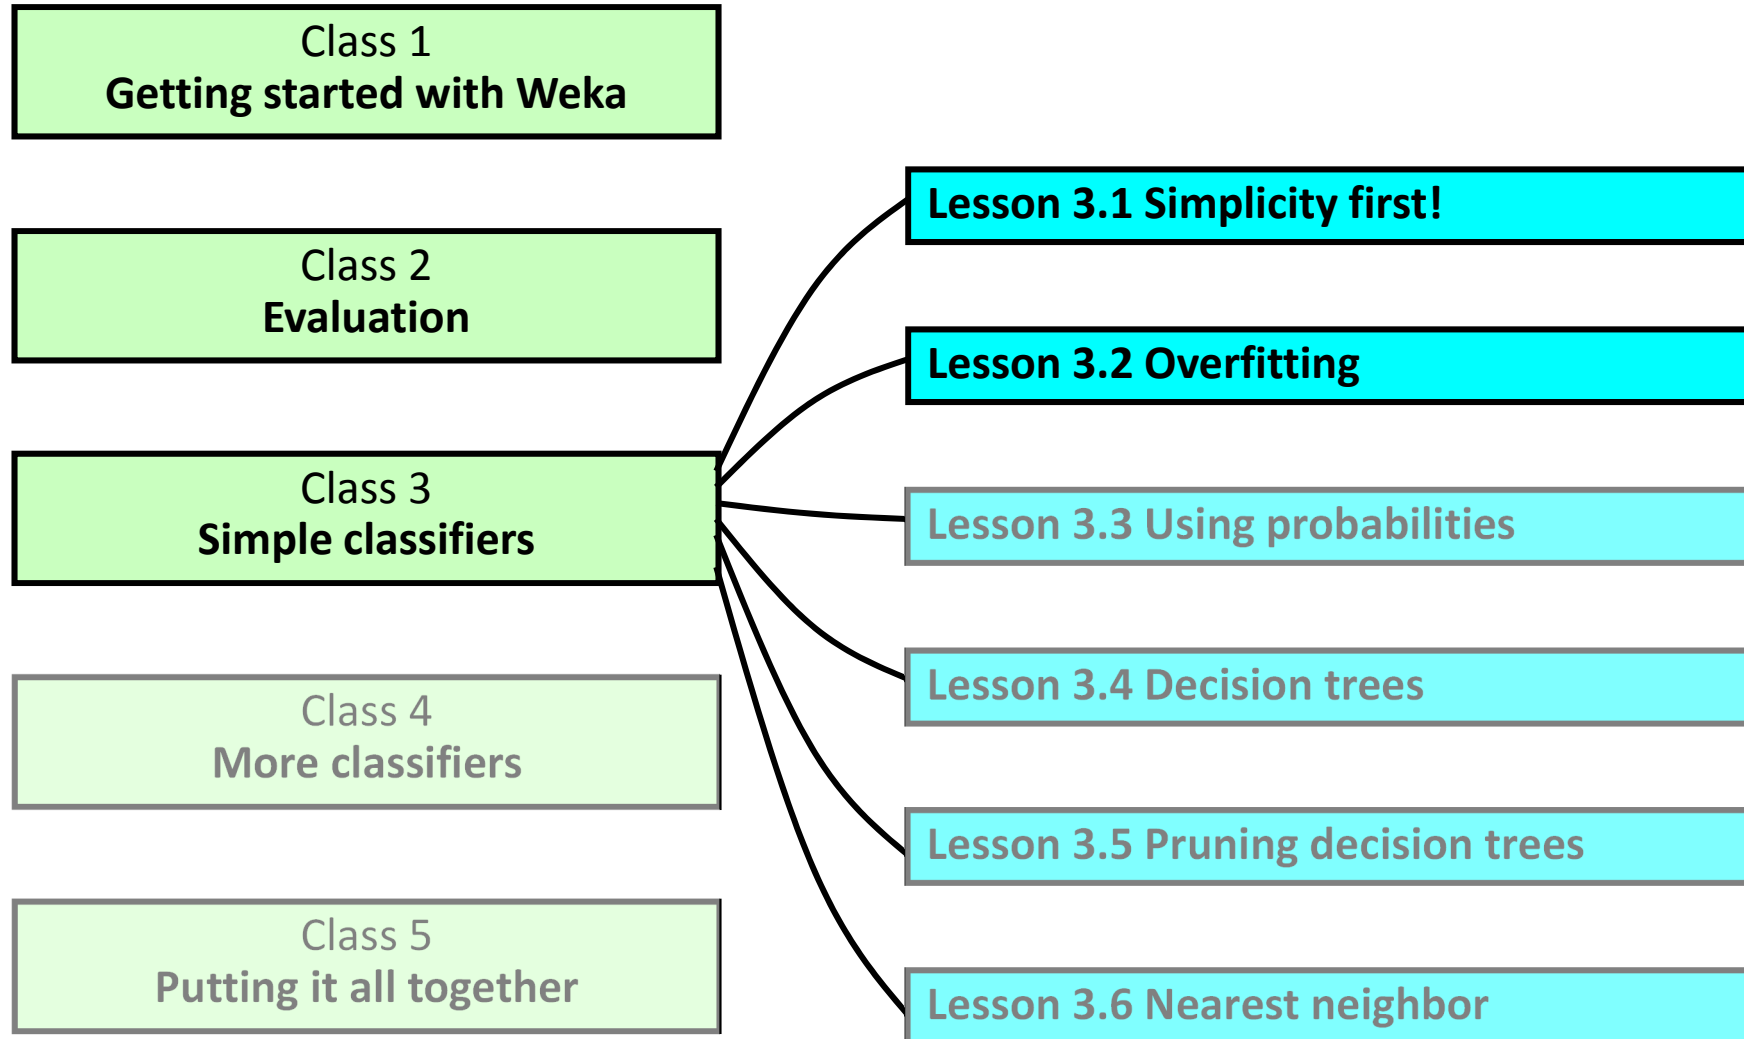 Class 1
Getting started with Weka
Class 2
Evaluation
Class 3
Simple classifiers
Class 4
More classifiers
Class 5
Putting it all together
Lesson 3.1 Simplicity first!
Lesson 3.2 Overfitting
Lesson 3.3 Using probabilities
Lesson 3.4 Decision trees
Lesson 3.5 Pruning decision trees
Lesson 3.6 Nearest neighbor